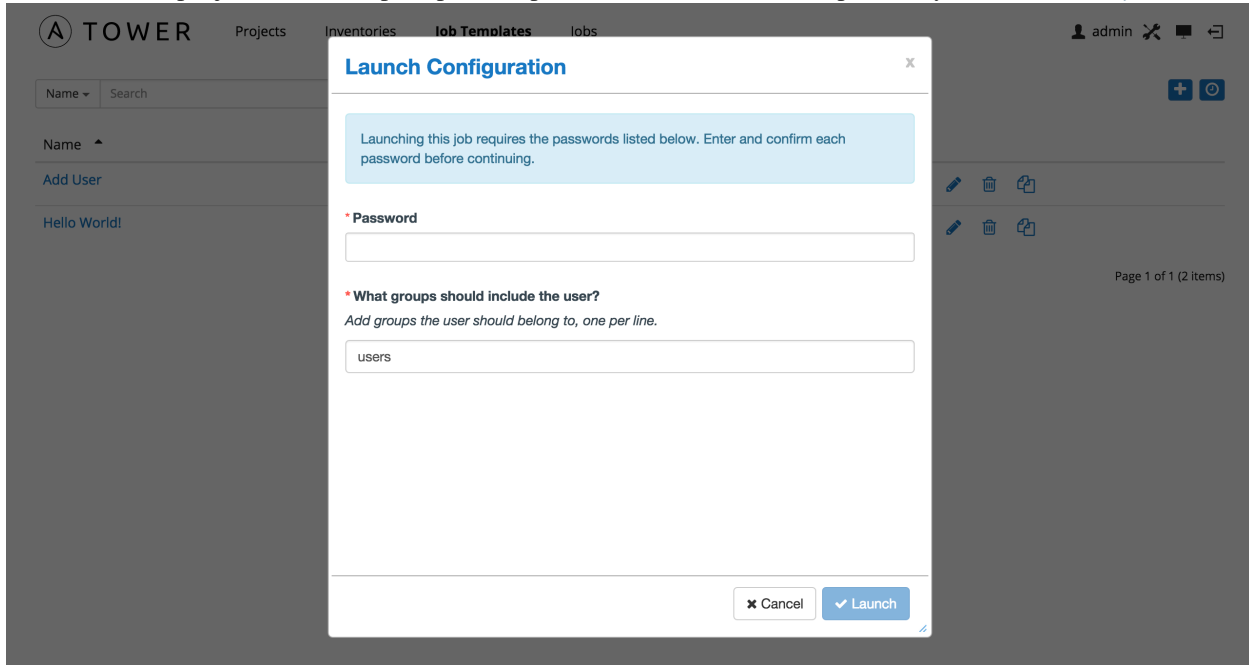 TOWER Projects Inventories Job Templates Jobs admin
Launch Configuration x
Name Search
Launching this job requires the passwords listed below. Enter and confirm each
password before continuing.
Name
Add User
* Password
Hello World!
Page 1 of 1 (2 items)
* What groups should include the user?
Add groups the user should belong to, one per line.
users
Cancel Launch